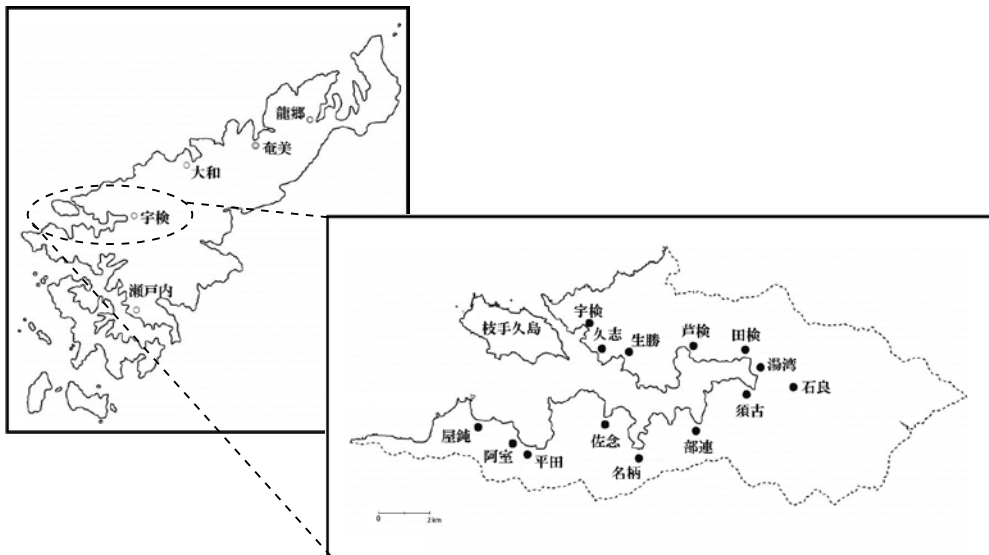 龍郷
奄美
大和
宇検
瀬戸内
枝手久島
宇検
久志
生勝
芦検
田検
湯湾
石良
須古
部連
名柄
佐念
平田
阿室
屋鈍
0 2km